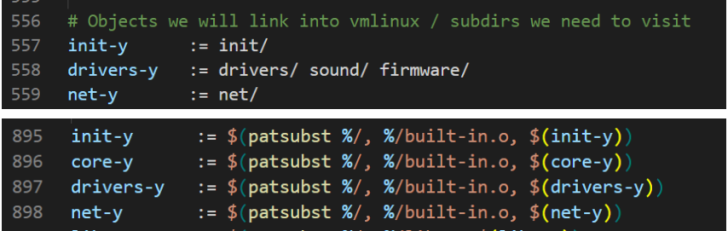 556 # Objects we will link into vmlinux / subdirs we need to visit
557 init-y := init/
558 drivers-y := drivers/ sound/ firmware/
559 net-y := net/
895 init-y := $(patsubst %/, %/built-in.o, $(init-y))
896 core-y := $(patsubst %/, %/built-in.o, $(core-y))
897 drivers-y := $(patsubst %/, %/built-in.o, $(drivers-y))
898 net-y := $(patsubst %/, %/built-in.o, $(net-y))